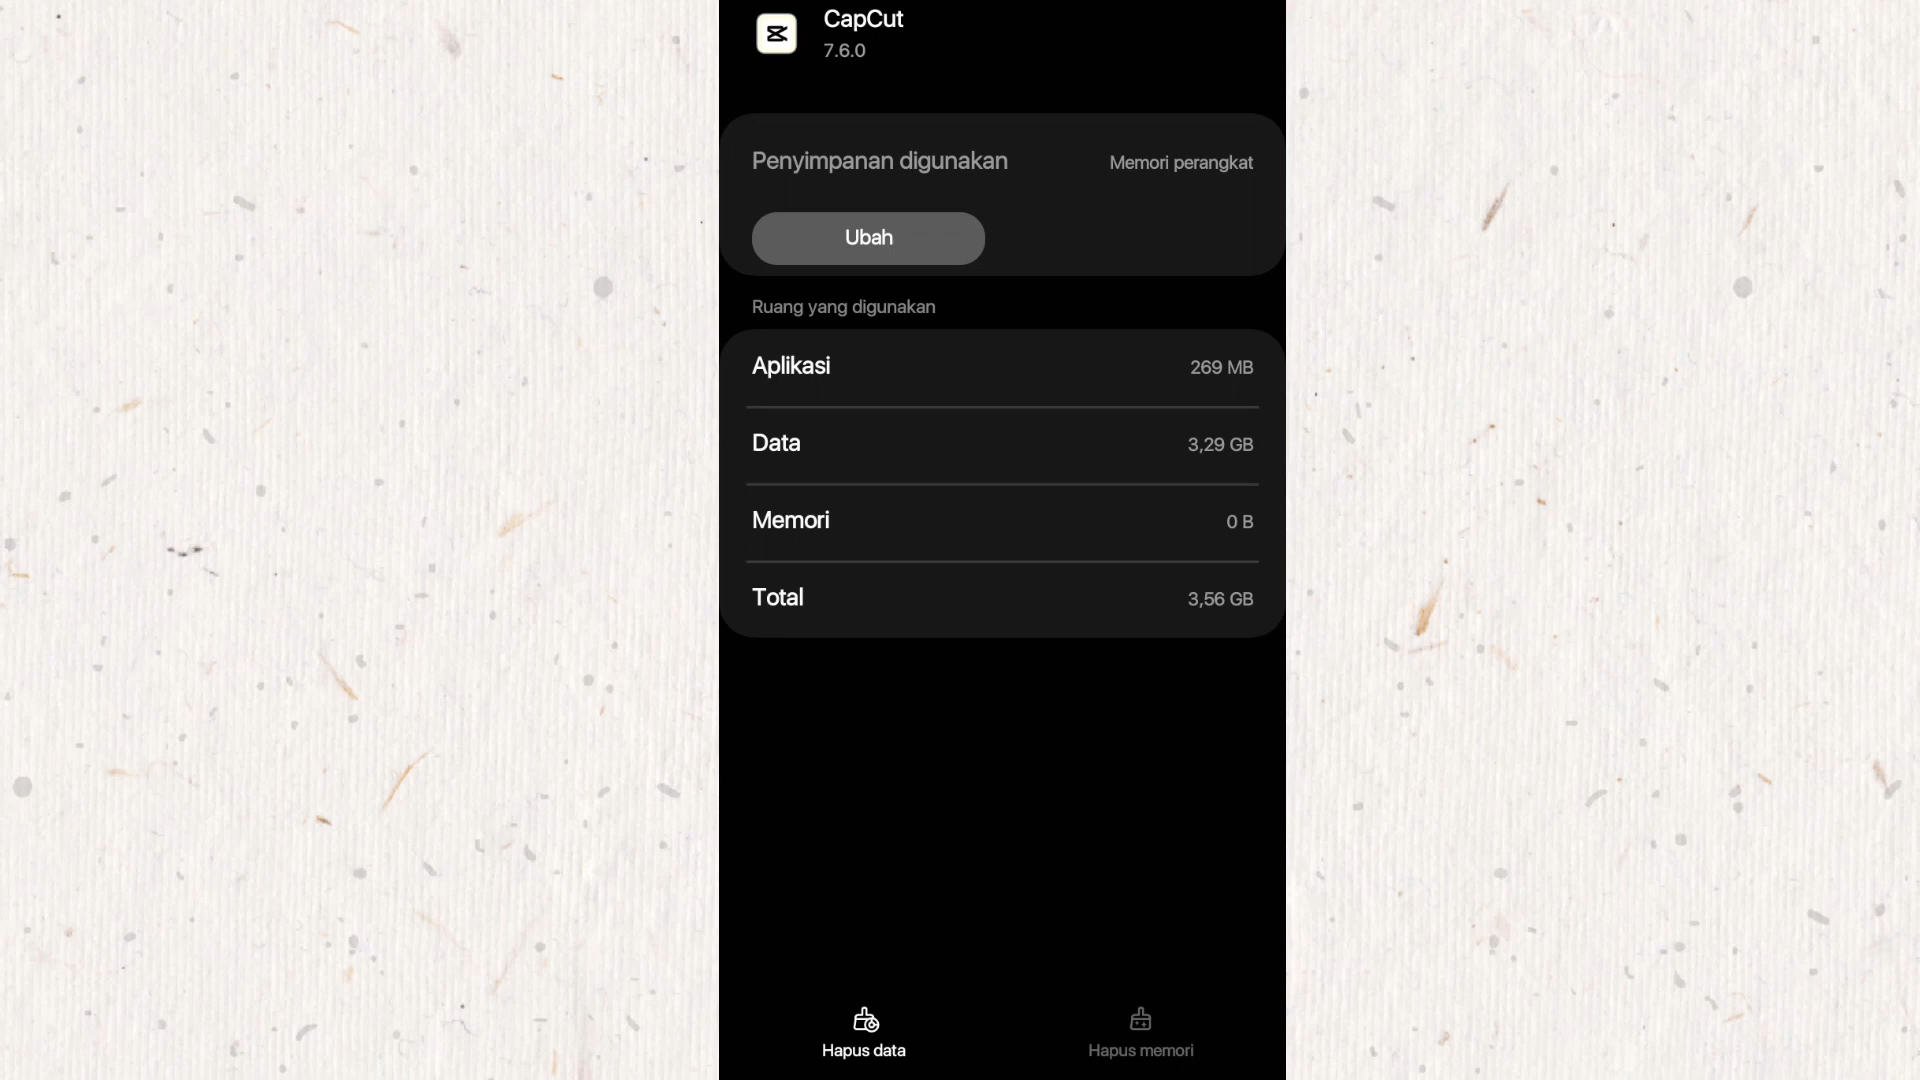 CapCut
7.6.0
Penyimpanan digunakan
Memori perangkat
Ubah
Ruang yang digunakan
Aplikasi
269 MB
Data
3,29 GB
Memori
0 B
Total
3,56 GB
Hapus data
Hapus memori